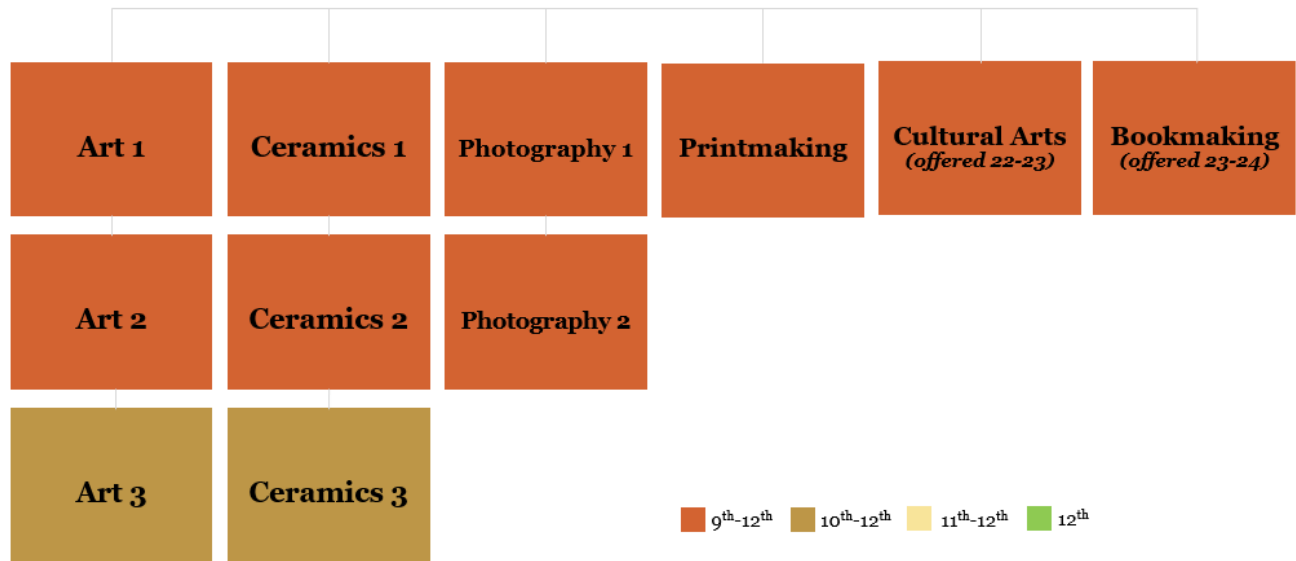 Art 1
Ceramics 1
Photography 1
Printmaking
Cultural Arts
(offered 22-23)
Bookmaking
(offered 23-24)
Art 2
Ceramics 2
Photography 2
Art 3
Ceramics 3
9th-12th
10th-12th
11th-12th
12th